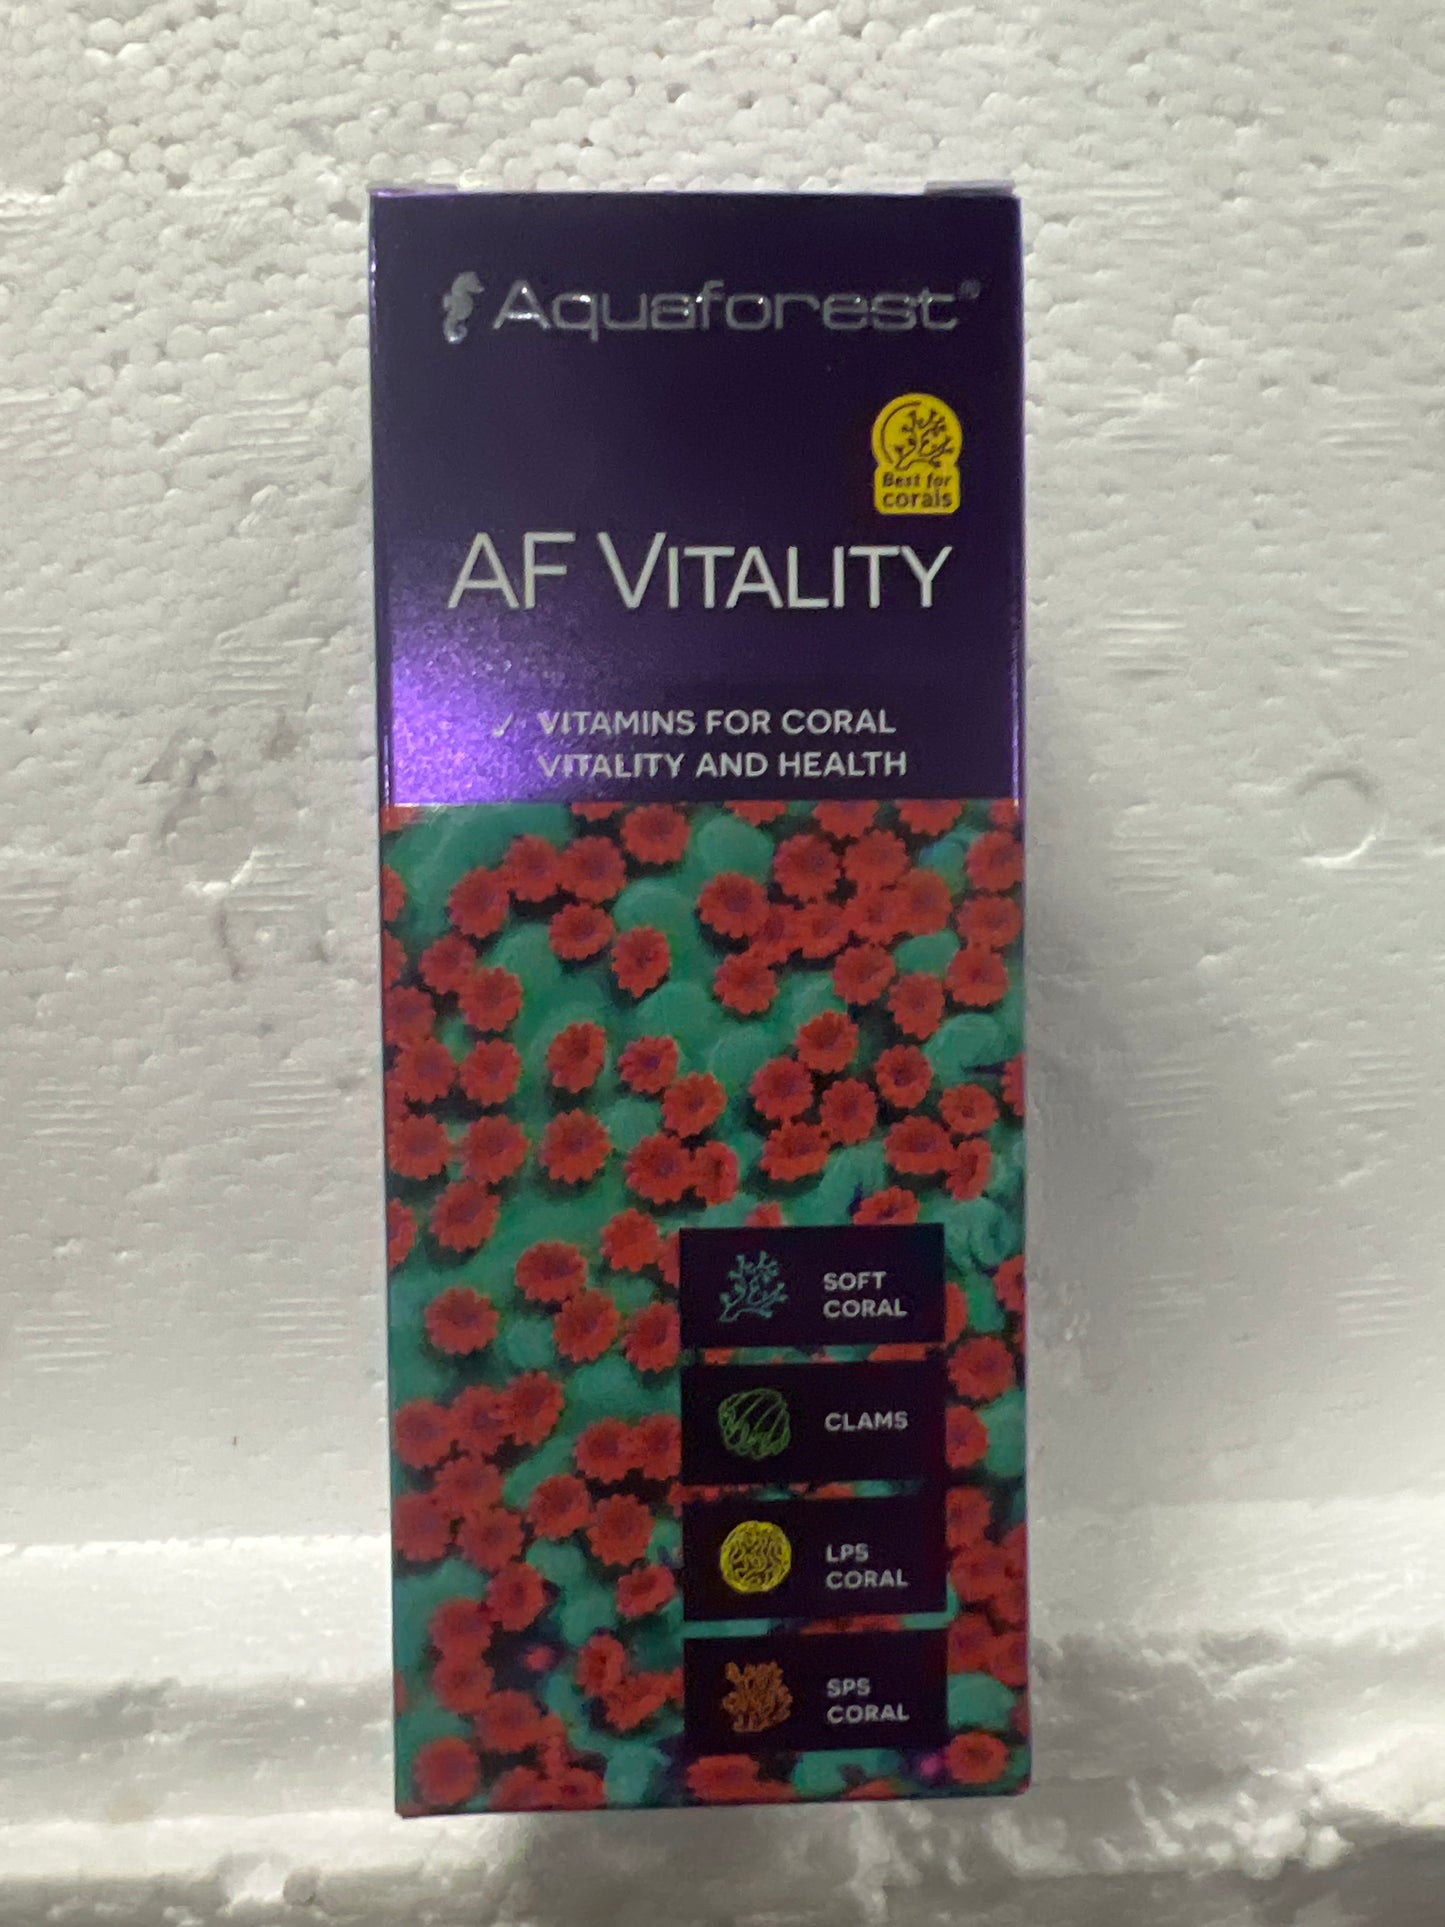 Aquaforest®
Best for
corals
AF VITALITY
✓ VITAMINS FOR CORAL
VITALITY AND HEALTH
SOFT
CORAL
CLAMS
LPS
CORAL
SPS
CORAL